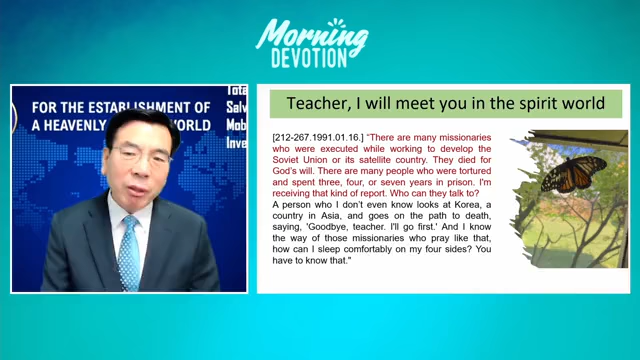 Morning
DEVOTION
FOR THE ESTABLISHMENT OF
A HEAVENLY
WORLD
Tota
Salv
Mob
Inve
Teacher, I will meet you in the spirit world
[212-267.1991.01.16.] "There are many missionaries
who were executed while working to develop the
Soviet Union or its satellite country. They died for
God's will. There are many people who were tortured
and spent three, four, or seven years in prison. I'm
receiving that kind of report. Who can they talk to?
A person who I don't even know looks at Korea, a
country in Asia, and goes on the path to death,
saying, 'Goodbye, teacher. I'll go first.' And I know
the way of those missionaries who pray like that,
how can I sleep comfortably on my four sides? You
have to know that."